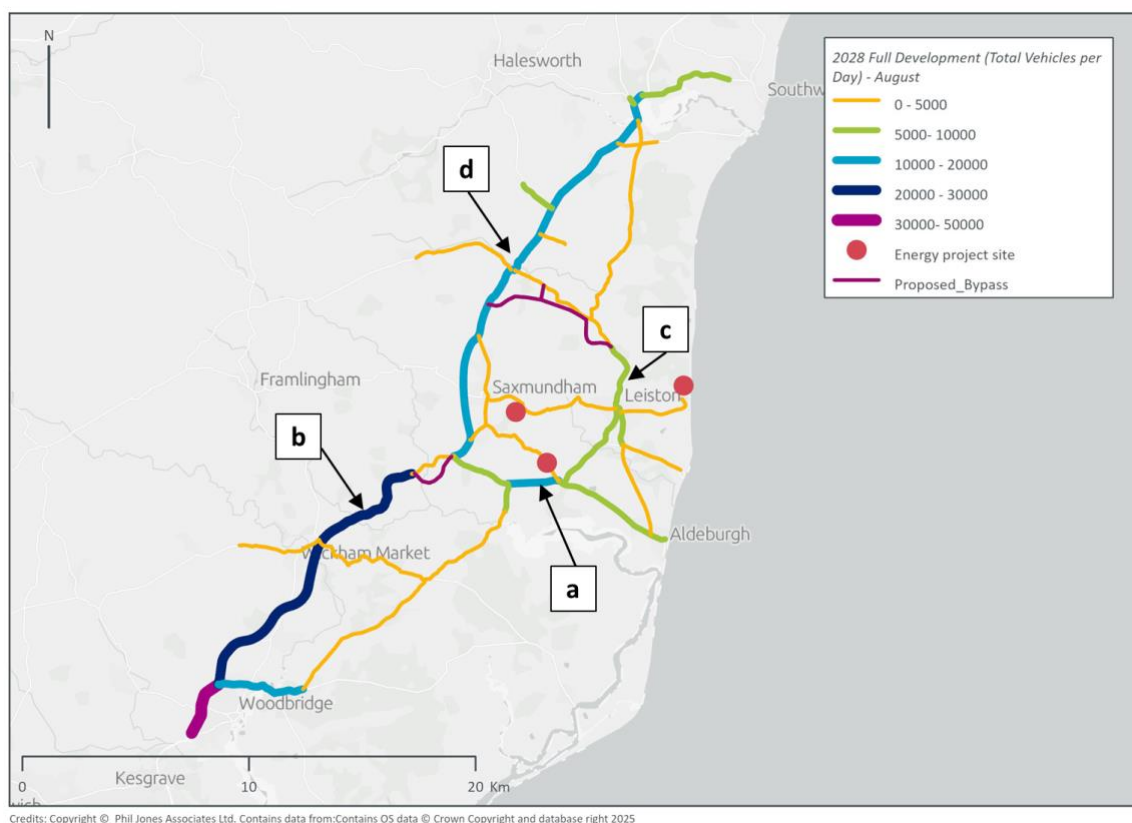 N
Halesworth
Southw
2028 Full Development (Total Vehicles per
Day) - August
0 - 5000
5000- 10000
10000 - 20000
20000 - 30000
30000- 50000
Energy project site
Proposed_Bypass
d
c
Framlingham
Saxmundham
Leiston
b
Aldeburgh
Wickham Market
a
Woodbridge
Kesgrave
wich
0
10
20 Km
Credits: Copyright © Phil Jones Associates Ltd. Contains data from:Contains OS data © Crown Copyright and database right 2025